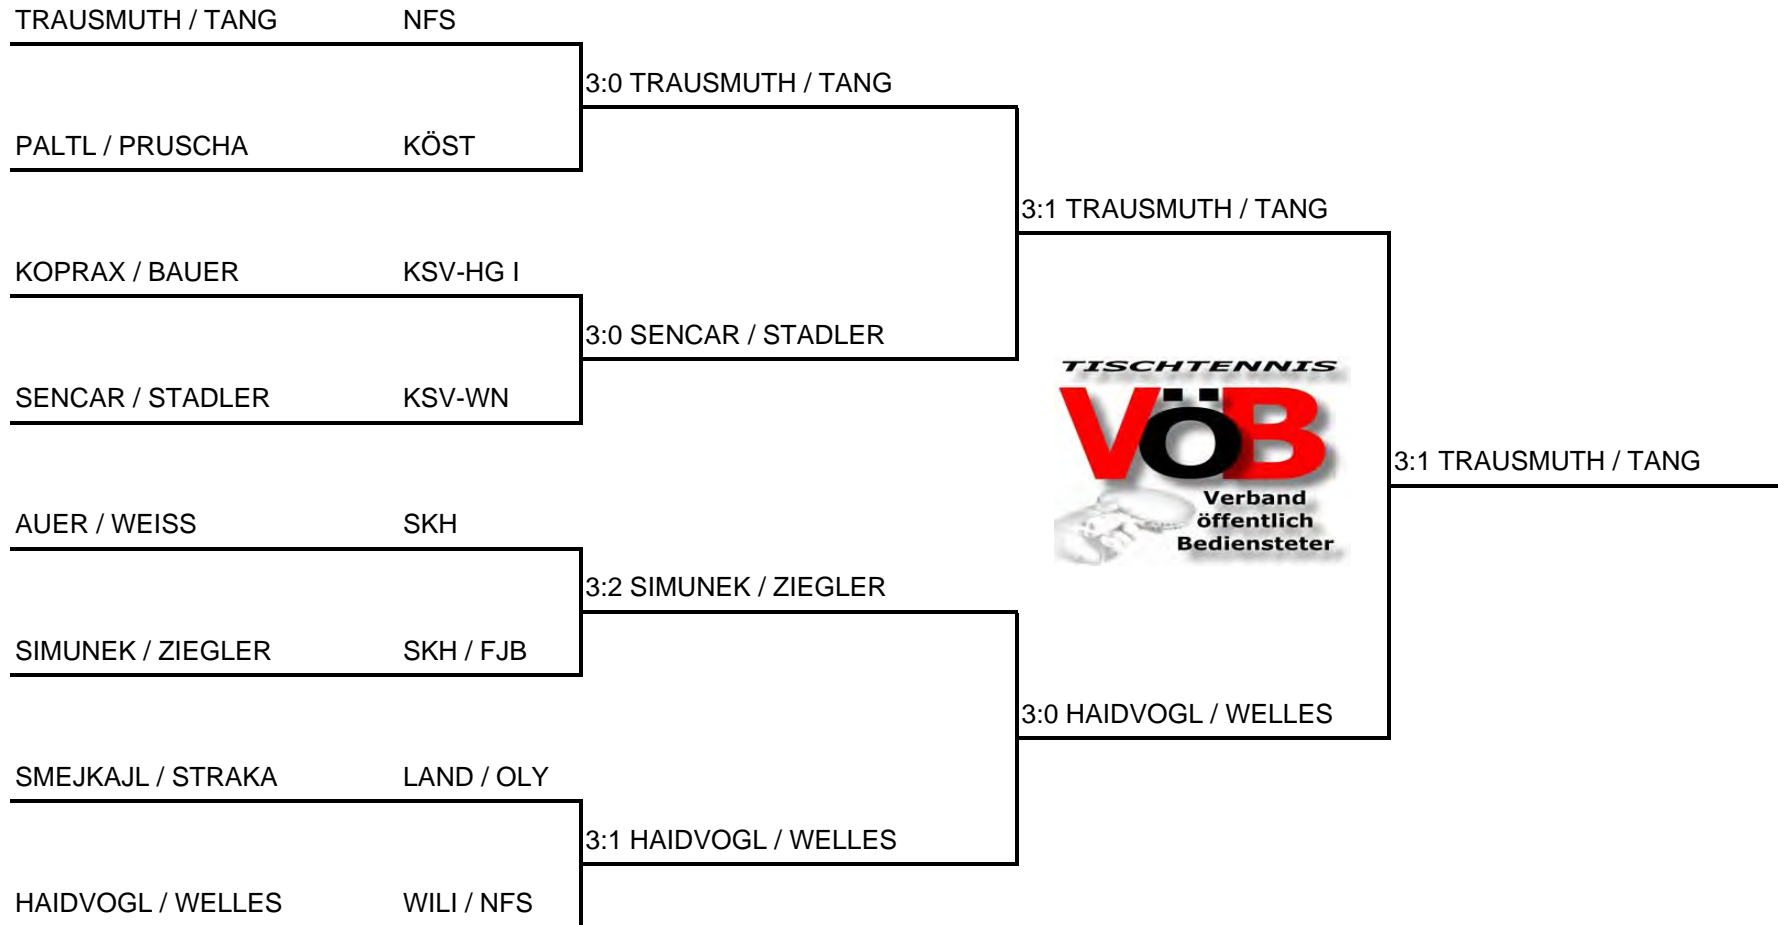 TRAUSMUTH / TANG NFS
3:0 TRAUSMUTH / TANG
PALTL / PRUSCHA KÖST
3:1 TRAUSMUTH / TANG
KOPRAX / BAUER KSV-HG I
3:0 SENCAR / STADLER
TISCHTENNIS
SENCAR / STADLER KSV-WN
VÖB
3:1 TRAUSMUTH / TANG
Verband
öffentlich
Bediensteter
AUER / WEISS SKH
3:2 SIMUNEK / ZIEGLER
SIMUNEK / ZIEGLER SKH / FJB
3:0 HAIDVOGL / WELLES
SMEJKAJL / STRAKA LAND / OLY
3:1 HAIDVOGL / WELLES
HAIDVOGL / WELLES WILI / NFS